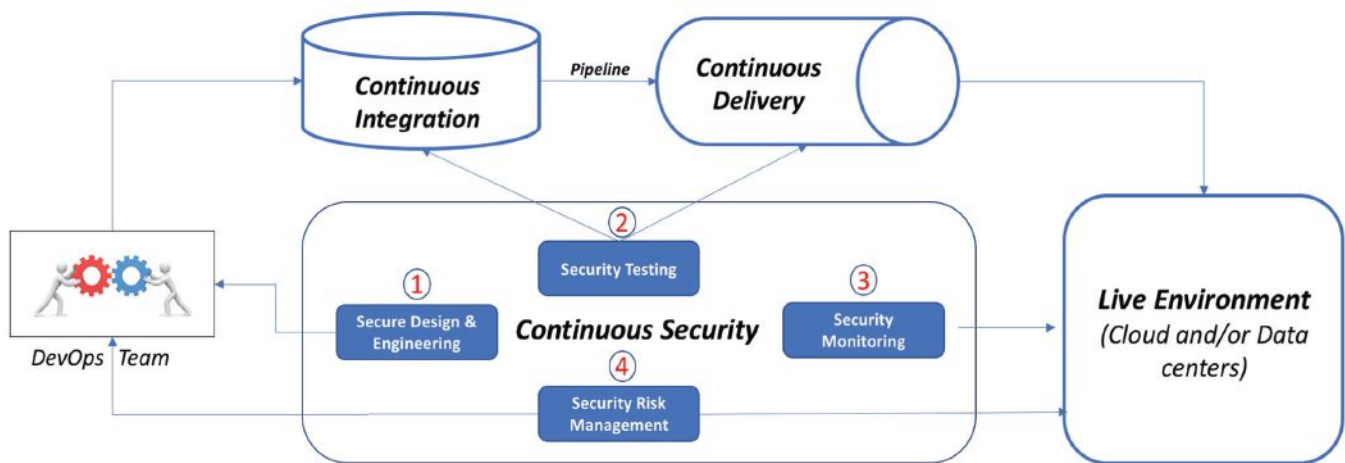 Continuous
Integration
Pipeline
Continuous
Delivery
2
Security Testing
1
Secure Design &
Engineering
Continuous Security
3
Security
Monitoring
4
Security Risk
Management
DevOps Team
Live Environment
(Cloud and/or Data
centers)